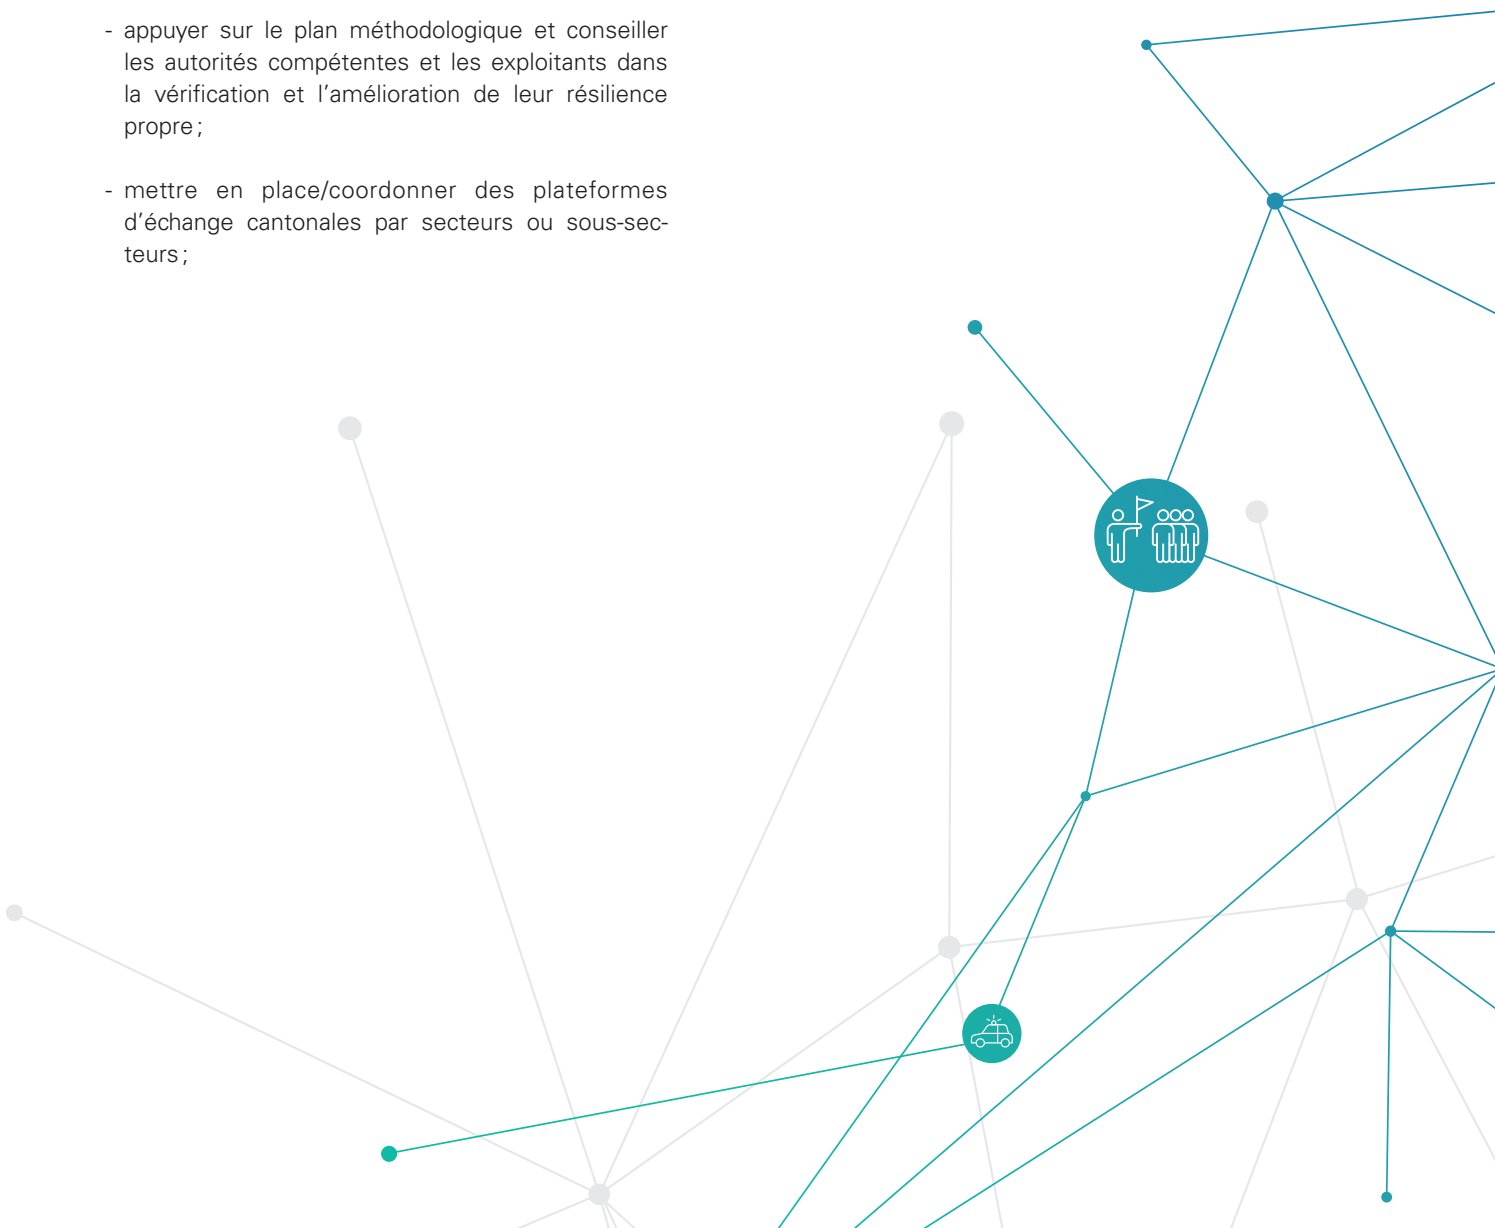 - appuyer sur le plan méthodologique et conseiller
les autorités compétentes et les exploitants dans
la vérification et l'amélioration de leur résilience
propre ;
- mettre en place/coordonner des plateformes
d'échange cantonales par secteurs ou sous-sec-
teurs ;